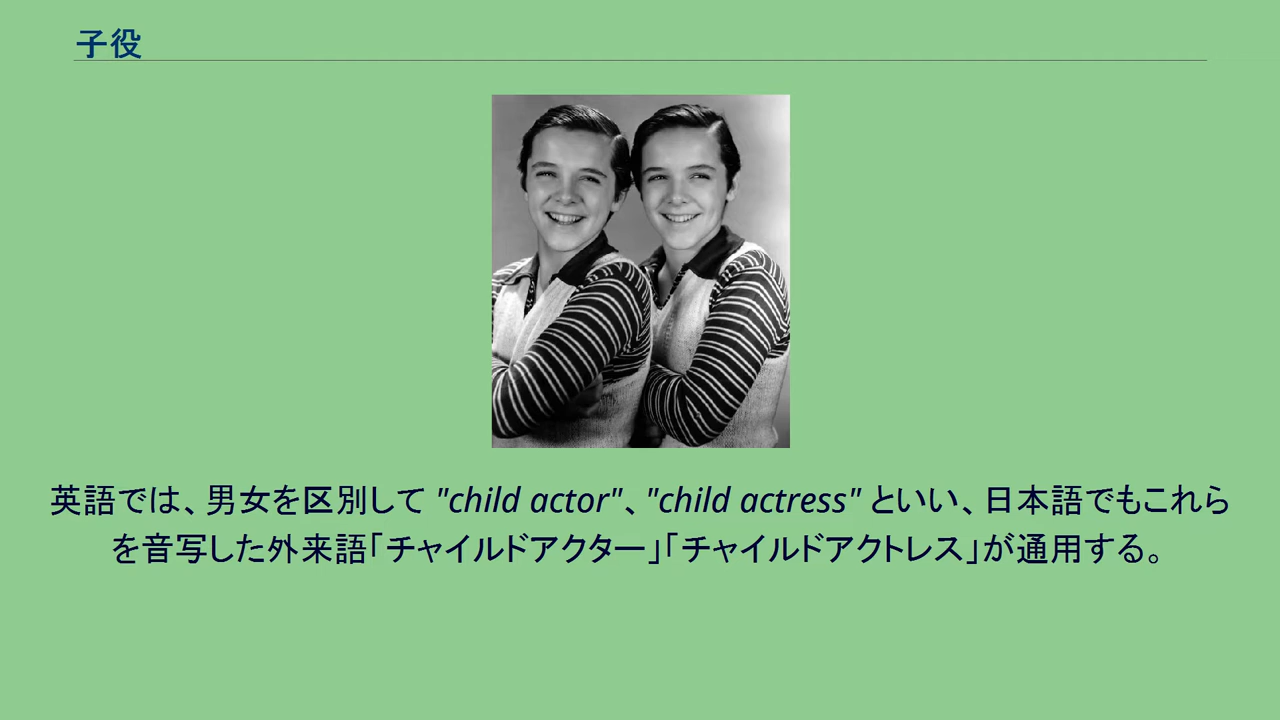 子役
英語では、男女を区別して "child actor"、"child actress" といい、日本語でもこれら
を音写した外来語「チャイルドアクター」「チャイルドアクトレス」が通用する。